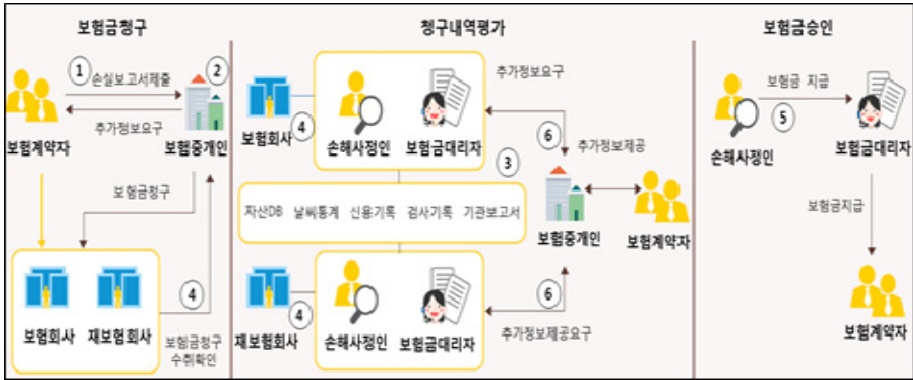 보험금청구
청구내역평가
보험금승인
1
손실보고서제출
2
추가정보요구
보험계약자
보험중개인
보험금청구
4
보험회사
재보험회사
보험금청구
수취확인
보험회사
4
손해사정인
보험금대리자
추가정보요구
6
추가정보제공
3
자산DB 날씨통계 신용기록 검사기록 기관보고서
보험중개인
보험계약자
재보험회사
4
손해사정인
보험금대리자
6
추가정보제공요구
보험금 지급
5
손해사정인
보험금대리자
보험금지급
보험계약자